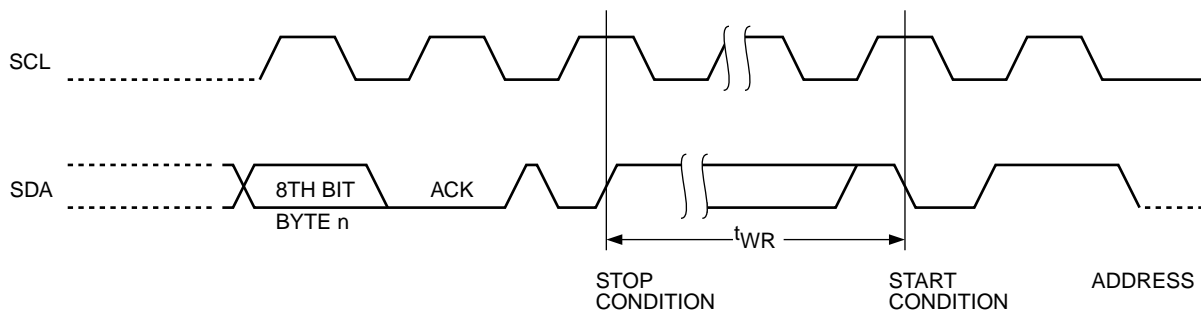 SCL
SDA
8TH BIT
ACK
BYTE n
tWR
STOP
CONDITION
START
CONDITION
ADDRESS